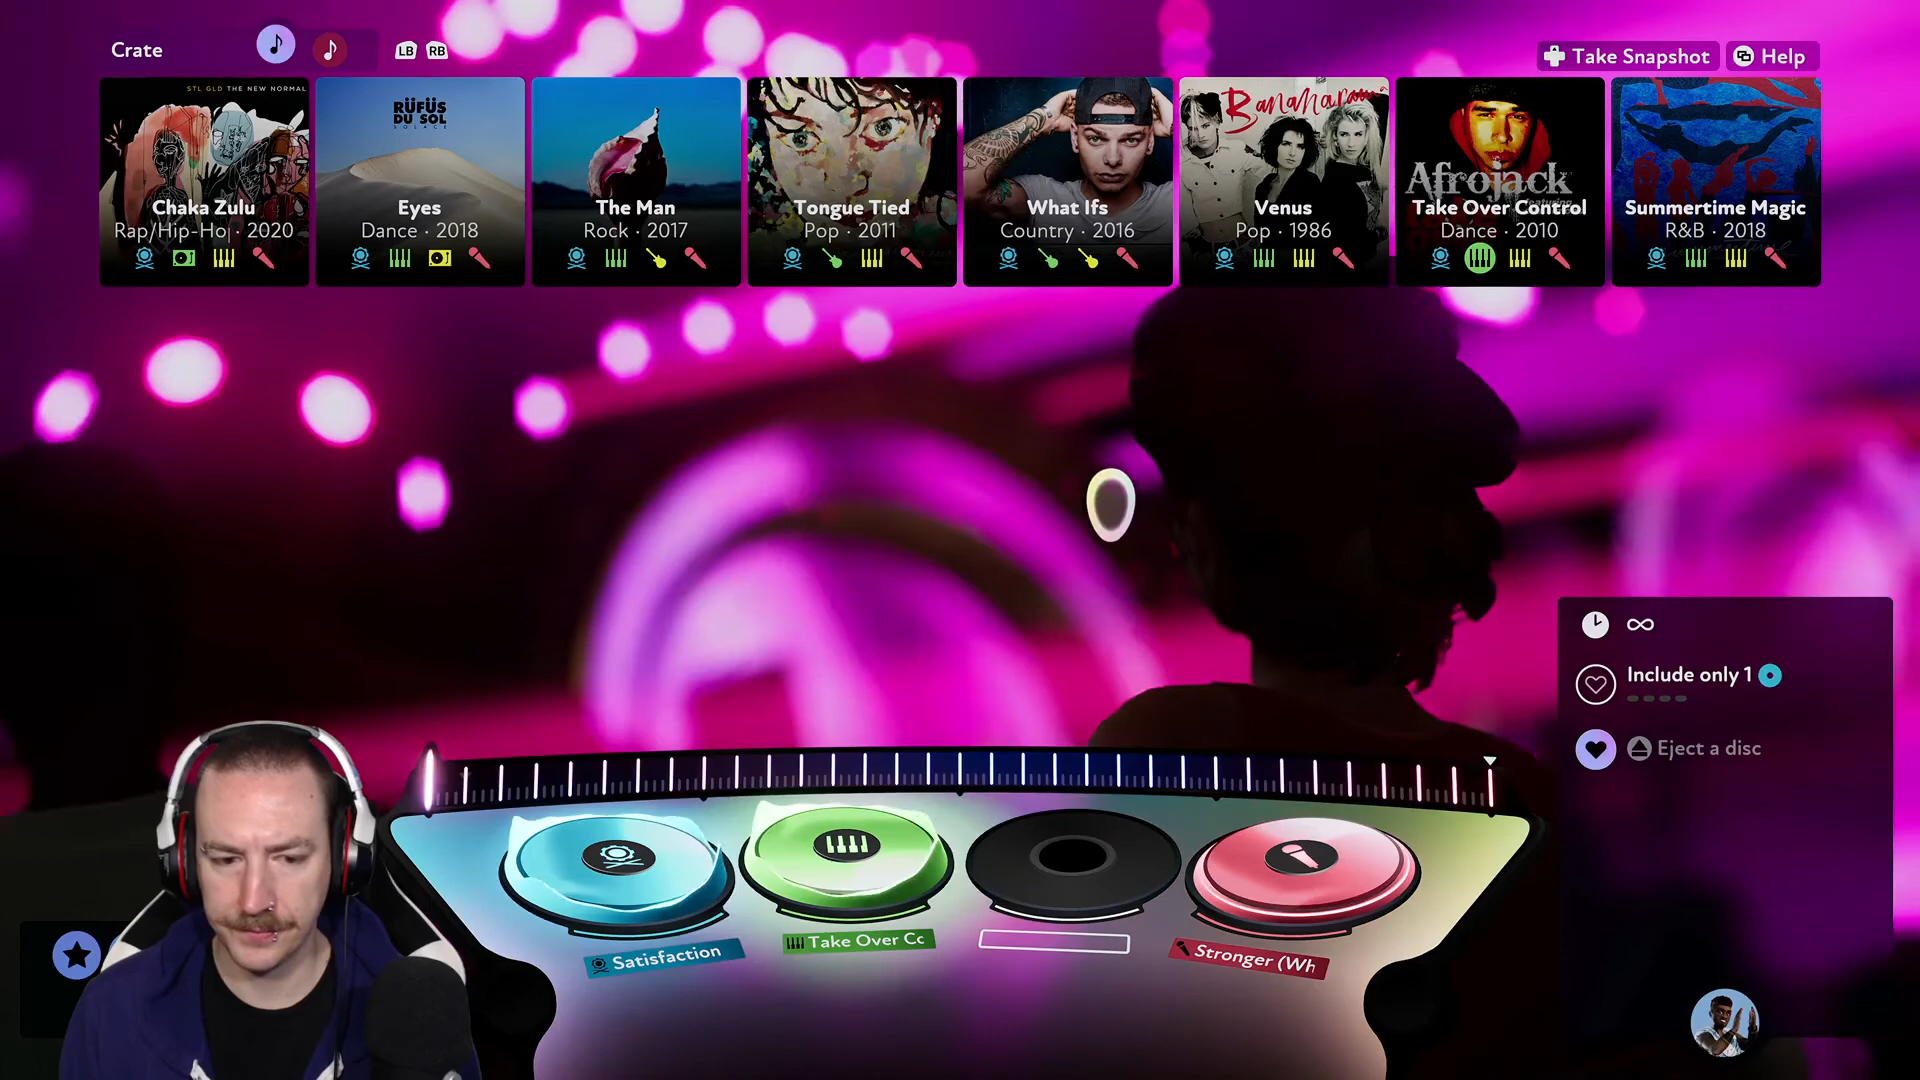 Crate
LB RB
Take Snapshot
Help
STL GLD THE NEW NORMAL
Chaka Zulu
Rap/Hip-Ho · 2020
RÜFÜS
DU SOL
SOLACE
Eyes
Dance · 2018
The Man
Rock · 2017
Tongue Tied
Pop · 2011
What Ifs
Country · 2016
Bananarama
Venus
Pop · 1986
Afrojack
Take Over Control
Dance · 2010
Summertime Magic
R&B · 2018
∞
Include only 1
Eject a disc
Satisfaction
Take Over Cc
Stronger (Wh